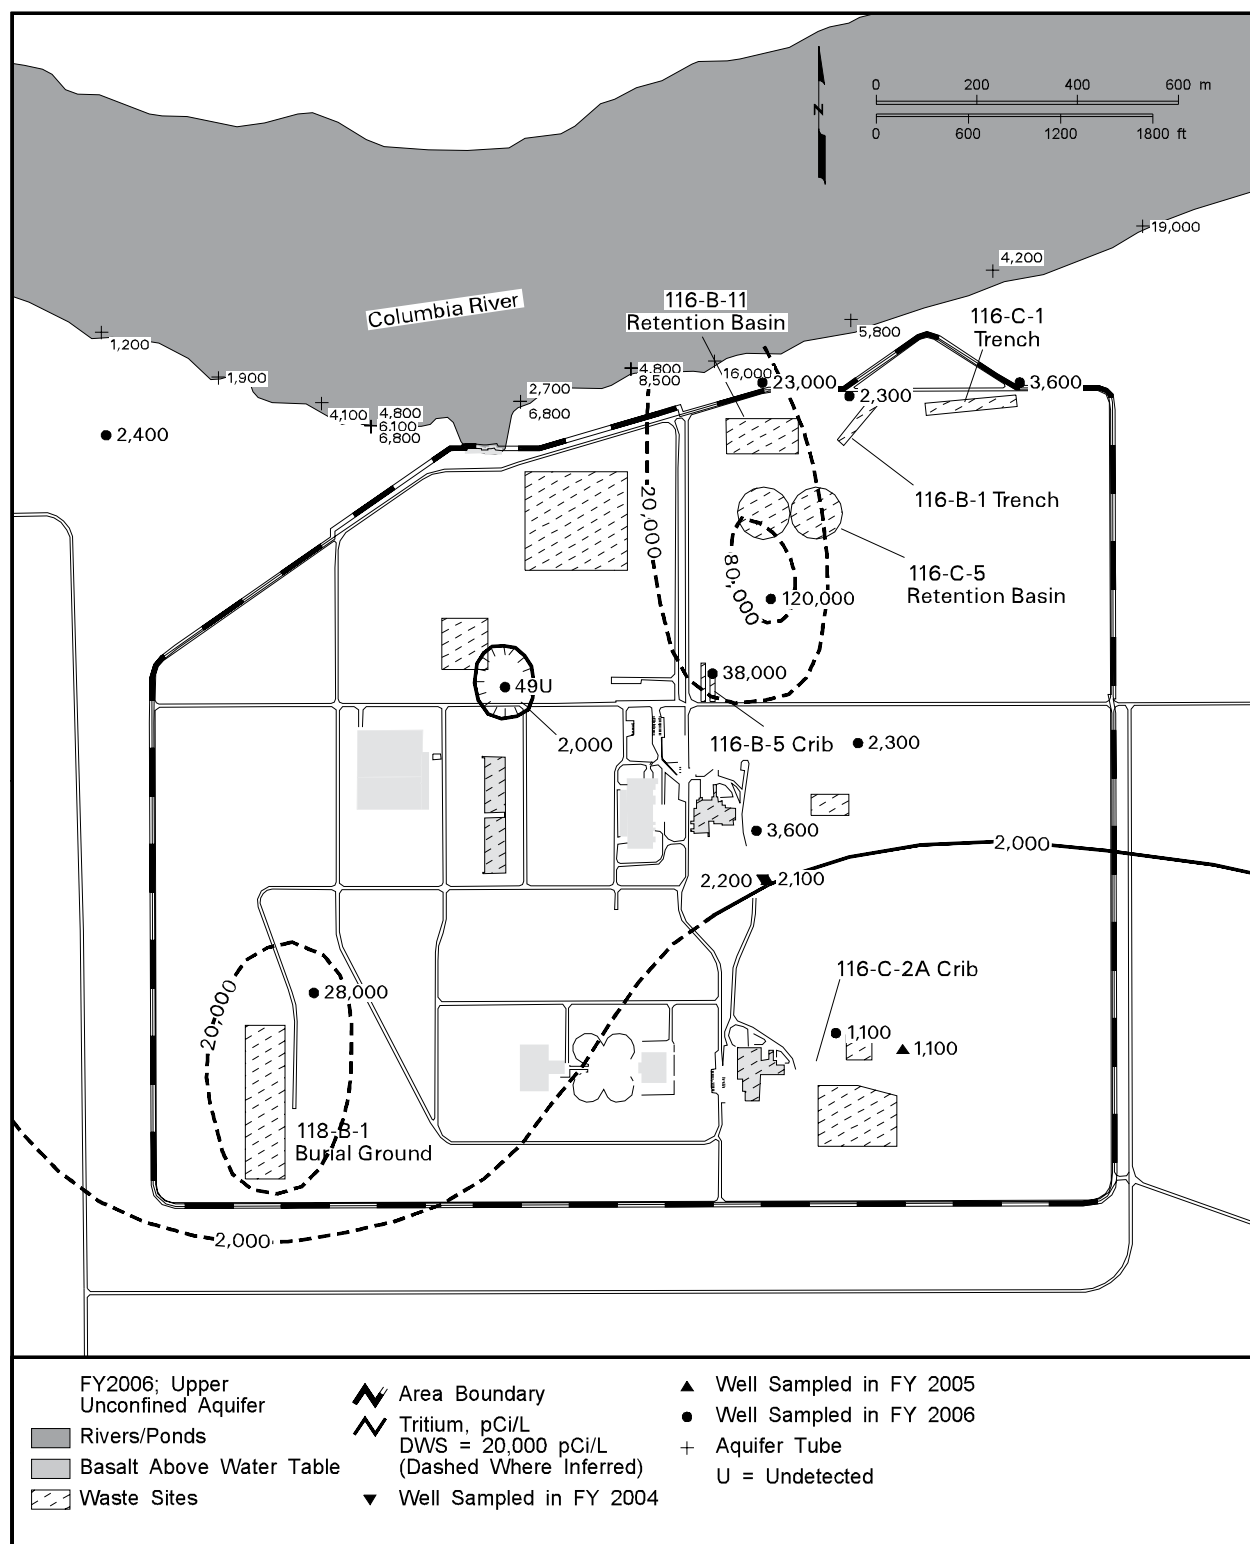 N
0 200 400 600 m
0 600 1200 1800 ft
19,000
4,200
Columbia River
116-B-11
Retention Basin
5,800
116-C-1
Trench
1,200
1,900
4,800
8,500
16,000
23,000
2,300
3,600
2,700
6,800
4,100
4,800
6,100
6,800
2,400
20,000
116-B-1 Trench
80,000
116-C-5
Retention Basin
120,000
38,000
49U
2,000
116-B-5 Crib
2,300
3,600
2,000
2,200
2,100
116-C-2A Crib
28,000
20,000
1,100
1,100
118-B-1
Burial Ground
2,000
FY2006; Upper
Unconfined Aquifer
Rivers/Ponds
Basalt Above Water Table
Waste Sites
Area Boundary
Tritium, pCi/L
DWS = 20,000 pCi/L
(Dashed Where Inferred)
Well Sampled in FY 2004
Well Sampled in FY 2005
Well Sampled in FY 2006
Aquifer Tube
U = Undetected